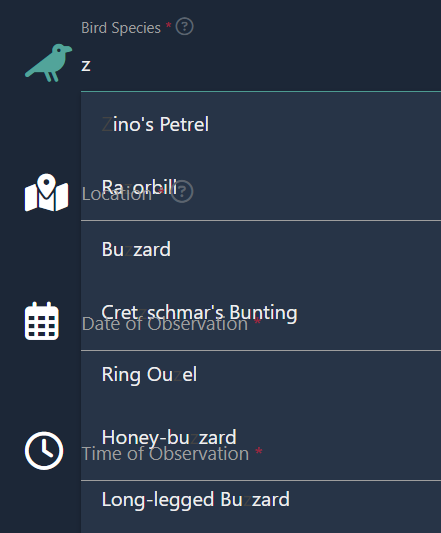 Bird Species * ?
z
Zino's Petrel
Razorbill
Location * ?
Buzzard
Cretzschmar's Bunting
Date of Observation *
Ring Ouzel
Honey-buzzard
Time of Observation *
Long-legged Buzzard